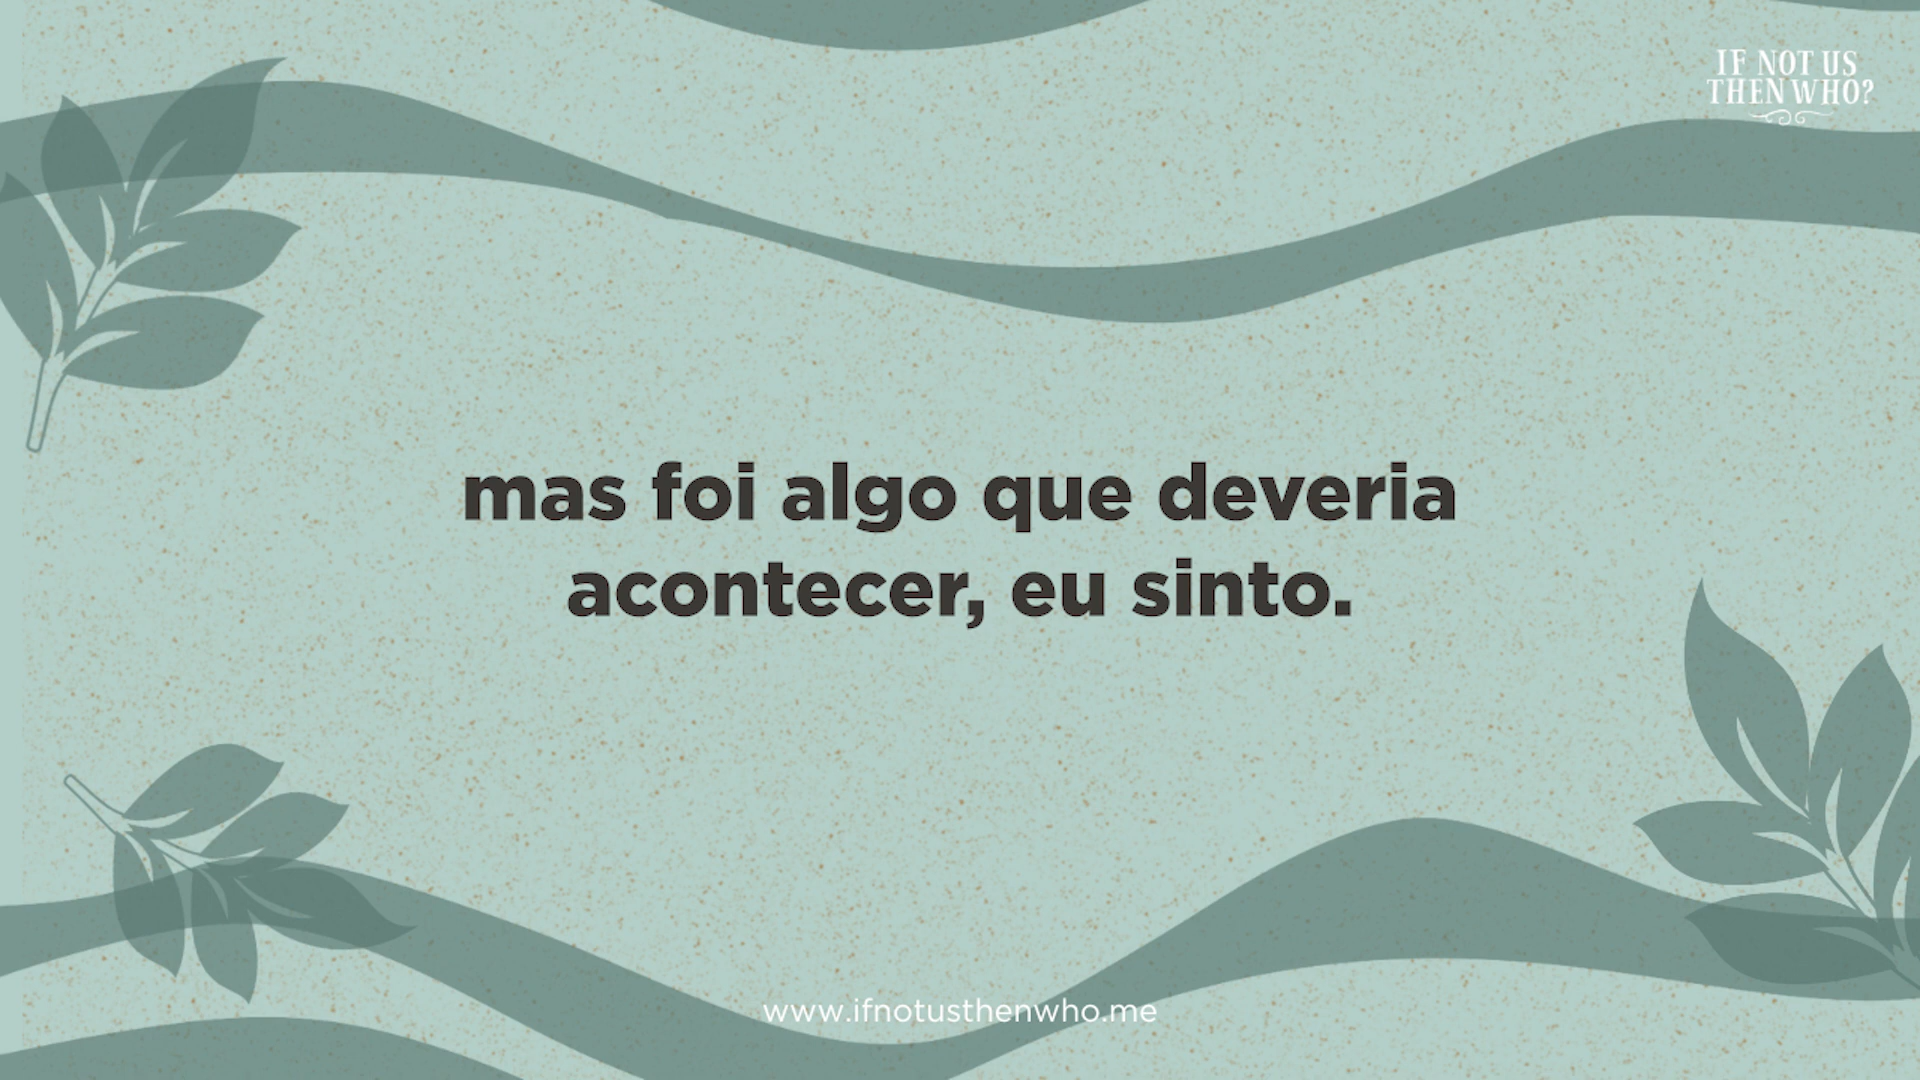 IF NOT US
THEN WHO?
mas foi algo que deveria
acontecer, eu sinto.
www.ifnotusthenwho.me